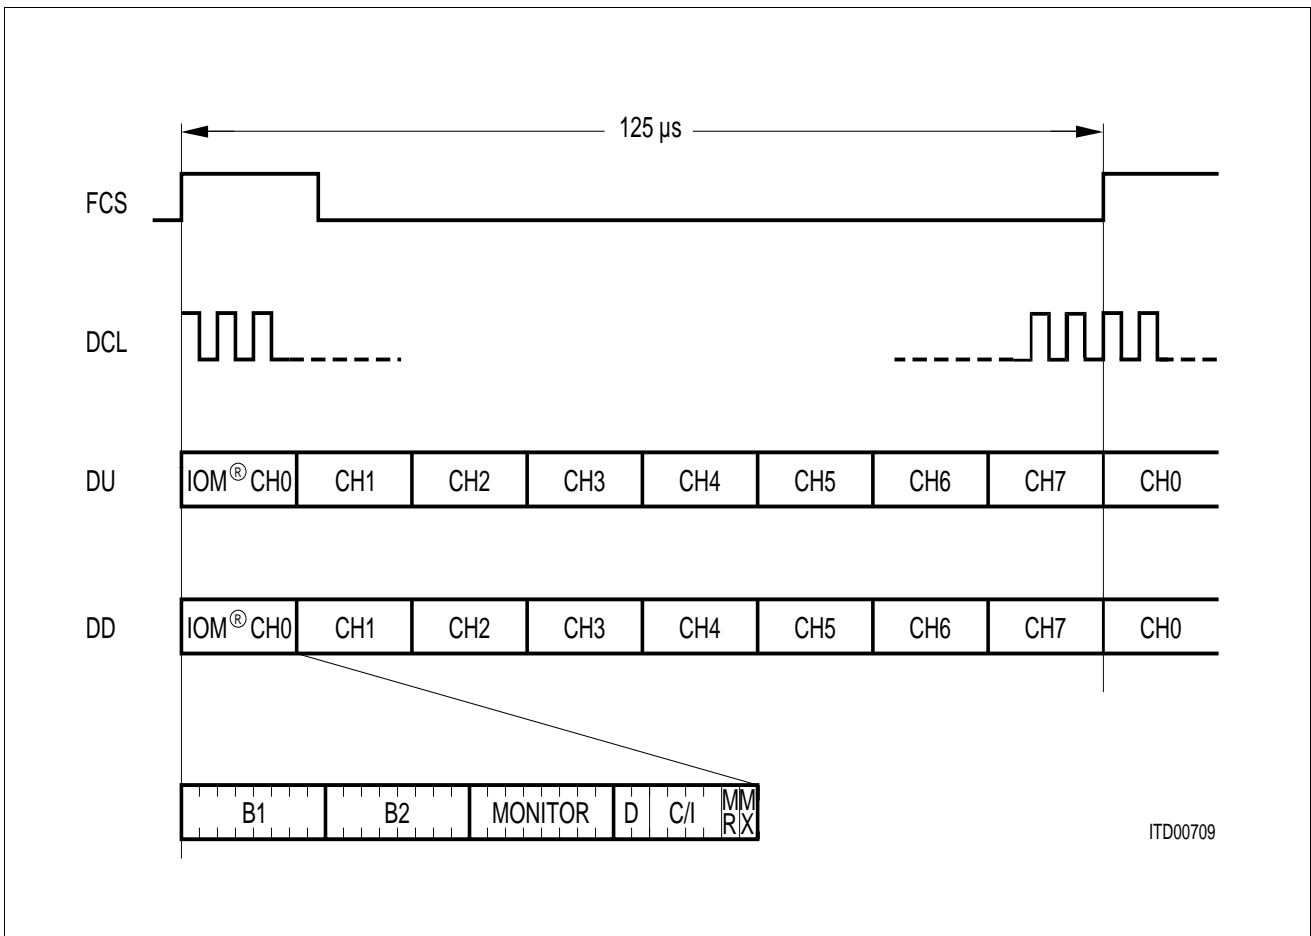 125 µs
FCS
DCL
DU IOM® CH0 CH1 CH2 CH3 CH4 CH5 CH6 CH7 CH0
DD IOM® CH0 CH1 CH2 CH3 CH4 CH5 CH6 CH7 CH0
B1 B2 MONITOR D C/I MR MX
ITD00709